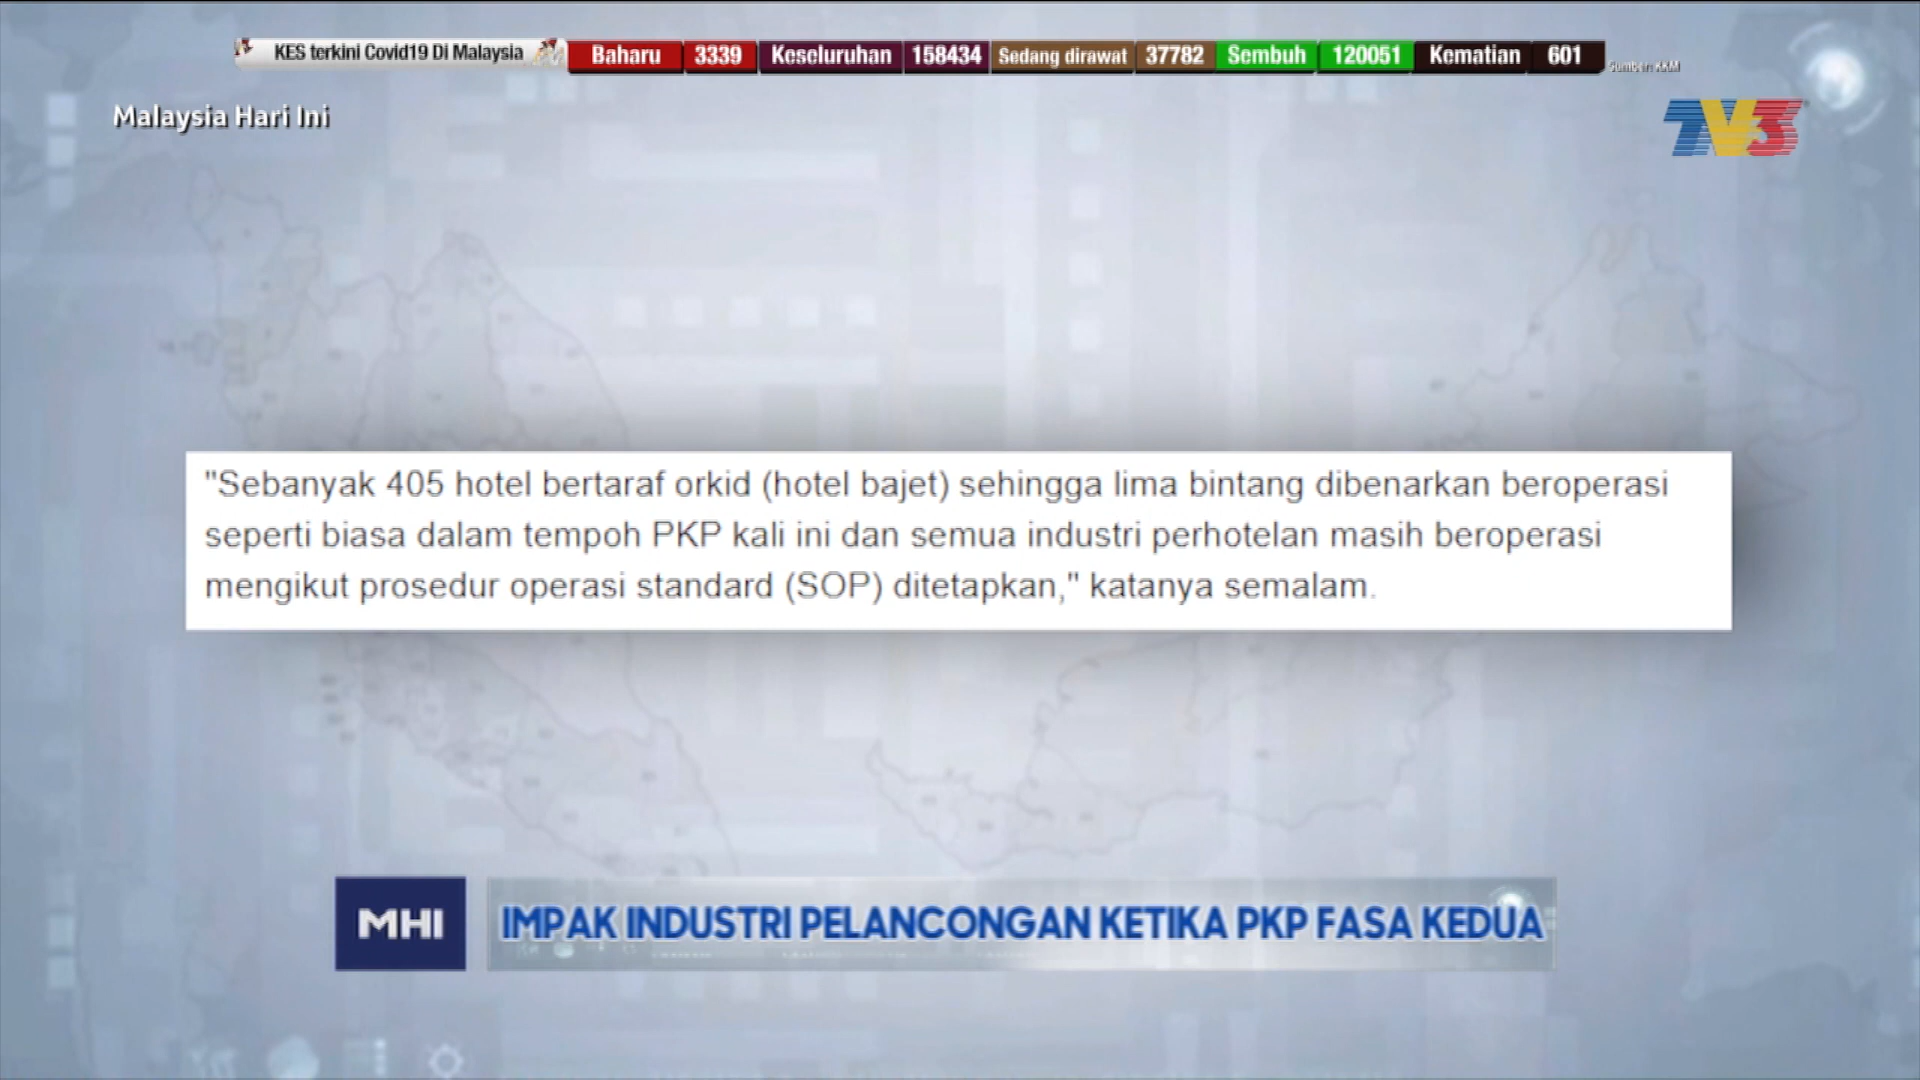 KES terkini Covid19 Di Malaysia Baharu 3339 Keseluruhan 158434 Sedang dirawat 37782 Sembuh 120051 Kematian 601 Sumber: KKM
Malaysia Hari Ini
TV3
"Sebanyak 405 hotel bertaraf orkid (hotel bajet) sehingga lima bintang dibenarkan beroperasi
seperti biasa dalam tempoh PKP kali ini dan semua industri perhotelan masih beroperasi
mengikut prosedur operasi standard (SOP) ditetapkan," katanya semalam.
MHI IMPAK INDUSTRI PELANCONGAN KETIKA PKP FASA KEDUA